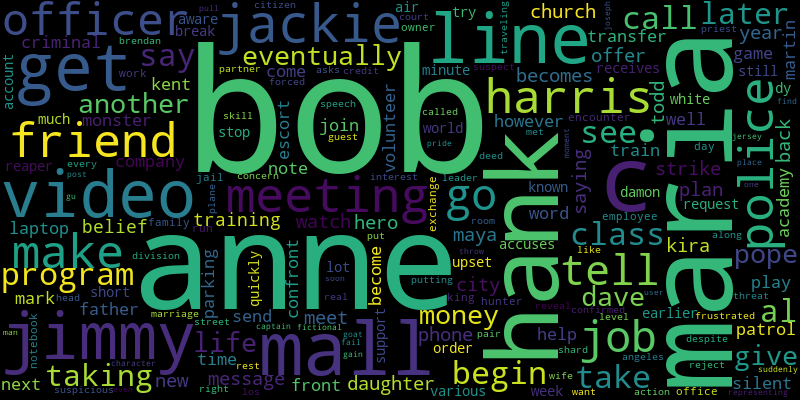 officer
jackie
line
call
later
church
air
try
aware
break
criminal
say
eventually
get
bob
come
minute
transfer
offer
year
martin
becomes
game
still
receives
account
another
kent
monster
much
friend
stop
skill
speech
called
join
guest
world
volunteer
escort
note
harris
however
see
todd
white
well
dy
day
train
police
back
academy
video
meeting
go
hank
c
maria
strike
plan
damon
request
known
word
saying
company
reaper
jail
concern
interest
pride
deed
leader
training
watch
hero
maya
class
kira
employee
accuses
upset
laptop
belief
family
make
anne
exchange
room
city
tell
pope
program
division
parking
confront
lot
put
become
quickly
mark
short
father
send
meet
support
money
dave
al
play
earlier
threat
patrol
jimmy
life
mall
phone
order
help
job
give
notebook
time
message
front
daughter
begin
take
silent
taking
new
next
suspicious
various
week
wife
want
action
office
representing
suddenly
frustrated
despite
reject
level
confirmed
angeles
shard
hunter
king
putting
traveling
encounter
met
marriage
street
captain
fictional
goat
fail
gain
real
soon
rest
right
los
character
head
man
post
every
gu
run
plane
brendan
work
partner
asks
credit
forced
owner
citizen
pull
court
suspect
joseph
priest
find
jersey
place
one
along
user
like
pair
throw
moment
reveal